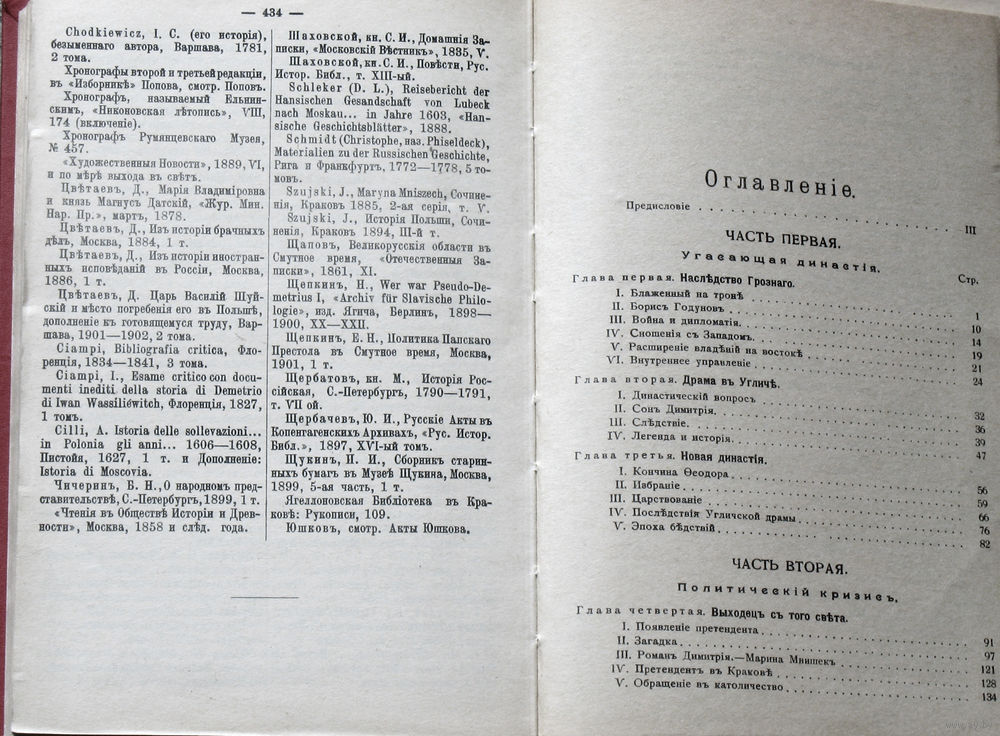 — 434 —
Chodkiewicz, I. C. (его исторія),
безыменнаго автора, Варшава, 1781,
2 тома.
Хронографы второй и третьей редакціи,
въ «Изборникѣ» Попова, смотр. Поповъ.
Хронографъ, называемый Ельнин-
скимъ, «Никоновская лѣтопись», VIII,
174 (включеніе).
Хронографъ Румянцевскаго Музея,
№ 457.
«Художественныя Новости», 1889, VI,
и по мѣрѣ выхода въ свѣтъ.
Цвѣтаевъ, Д., Марія Владиміровна
и князь Магнусъ Датскій, «Жур. Мин.
Нар. Пр.», мартъ, 1878.
Цвѣтаевъ, Д., Изъ исторіи брачныхъ
дѣлъ, Москва, 1884, 1 т.
Цвѣтаевъ, Д., Изъ исторіи иностран-
ныхъ исповѣданій въ Россіи, Москва,
1886, 1 т.
Цвѣтаевъ, Д. Царь Василій Шуй-
скій и мѣсто погребенія его въ Польшѣ,
дополненіе къ готовящемуся труду, Вар-
шава, 1901—1902, 2 тома.
Ciampi, Bibliografia critica, Фло-
ренція, 1834—1841, 3 тома.
Ciampi, I., Esame critico con docu-
menti inediti della storia di Demetrio
di Iwan Wassiliéwitch, Флоренція, 1827,
1 томъ.
Cilli, A. Istoria delle sollevazioni...
in Polonia gli anni... 1606—1608,
Пистойя, 1627, 1 т. и Дополненіе:
Istoria di Moscovia.
Чичеринъ, Б. Н., О народномъ пред-
ставительствѣ, С.-Петербургъ, 1899, 1 т.
«Чтенія въ Обществѣ Исторіи и Древ-
ности», Москва, 1858 и слѣд. года.
Шаховской, кн. С. И., Домашнія За-
писки, «Московскій Вѣстникъ», 1835, V.
Шаховской, кн. С. И., Повѣсти, Рус.
Истор. Библ., т. XIII-ый.
Schleker (D. L.), Reisebericht der
Hansischen Gesandschaft von Lubeck
nach Moskau... in Jahre 1603, «Han-
sische Geschichtsblätter», 1888.
Schmidt (Christophe, наз. Phiseldeck),
Materialien zu der Russischen Geschichte,
Рига и Франкфуртъ, 1772—1778, 5 то-
мовъ.
Szujski, J., Maryna Mniszech, Сочине-
нія, Краковъ 1885, 2-ая серія, т. V.
Szujski, J., Исторія Польши, Сочи-
ненія, Краковъ 1894, III-й т.
Щаповъ, Великорусскія области въ
Смутное время, «Отечественныя За-
писки», 1861, XI.
Щепкинъ, Н., Wer war Pseudo-De-
metrius I, «Archiv für Slavische Philo-
logie», изд. Ягича, Берлинъ, 1898—
1900, XX—XXII.
Щепкинъ, Е. Н., Политика Папскаго
Престола въ Смутное время, Москва,
1901, 1 т.
Щербатовъ, кн. М., Исторія Рос-
сійская, С.-Петербургъ, 1790—1791,
т. VII ой.
Щербачевъ, Ю. И., Русскіе Акты въ
Копенгагенскихъ Архивахъ, «Рус. Истор.
Библ.», 1897, XVI-ый томъ.
Щукинъ, П. И., Сборникъ старин-
ныхъ бумагъ въ Музеѣ Щукина, Москва,
1899, 5-ая часть, 1 т.
Ягеллоновская Библіотека въ Кра-
ковѣ: Рукописи, 109.
Юшковъ, смотр. Акты Юшкова.
Оглавленіе.
Предисловіе . . . III
ЧАСТЬ ПЕРВАЯ.
Угасающая династія.
Стр.
Глава первая. Наслѣдство Грознаго.
I. Блаженный на тронѣ . . . 1
II. Борисъ Годуновъ . . . 10
III. Война и дипломатія . . . 14
IV. Сношенія съ Западомъ . . . 19
V. Расширеніе владѣній на востокѣ . . . 21
VI. Внутреннее управленіе . . . 24
Глава вторая. Драма въ Угличѣ.
I. Династическій вопросъ . . . 32
II. Сонъ Димитрія . . . 36
III. Слѣдствіе . . . 39
IV. Легенда и исторія . . . 47
Глава третья. Новая династія.
I. Кончина Ѳеодора . . . 56
II. Избраніе . . . 59
III. Царствованіе . . . 66
IV. Послѣдствія Угличской драмы . . . 76
V. Эпоха бѣдствій . . . 82
ЧАСТЬ ВТОРАЯ.
Политическій кризисъ.
Глава четвертая. Выходецъ съ того свѣта.
I. Появленіе претендента . . . 91
II. Загадка . . . 97
III. Романъ Димитрія.—Марина Мнишекъ . . . 121
IV. Претендентъ въ Краковѣ . . . 128
V. Обращеніе въ католичество . . . 134